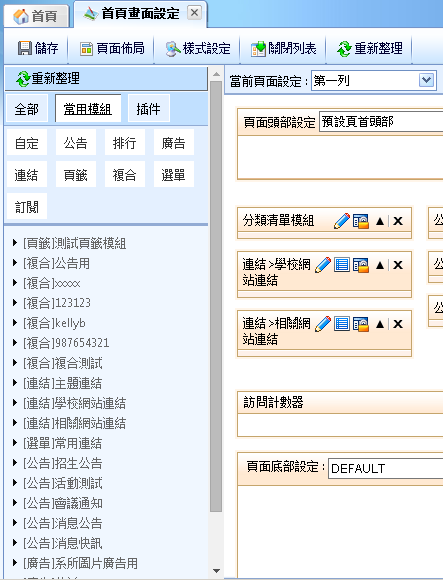 首頁 首頁畫面設定
儲存 頁面佈局 樣式設定 關閉列表 重新整理
重新整理
全部 常用模組 插件
自定 公告 排行 廣告
連結 頁籤 複合 選單
訂閱
[頁籤]測試頁籤模組
[複合]公告用
[複合]xxxx
[複合]123123
[複合]kellyb
[複合]987654321
[複合]複合測試
[連結]主題連結
[連結]學校網站連結
[連結]相關網站連結
[選單]常用連結
[公告]招生公告
[公告]活動測試
[公告]會議通知
[公告]消息公告
[公告]消息快訊
[廣告]系所圖片廣告用
當前頁面設定 : 第一列
頁面頭部設定 預設頁首頭部
分類清單模組
連結 >學校網
站連結
連結 >相關網
站連結
公
公
公
訪問計數器
頁面底部設定 : DEFAULT